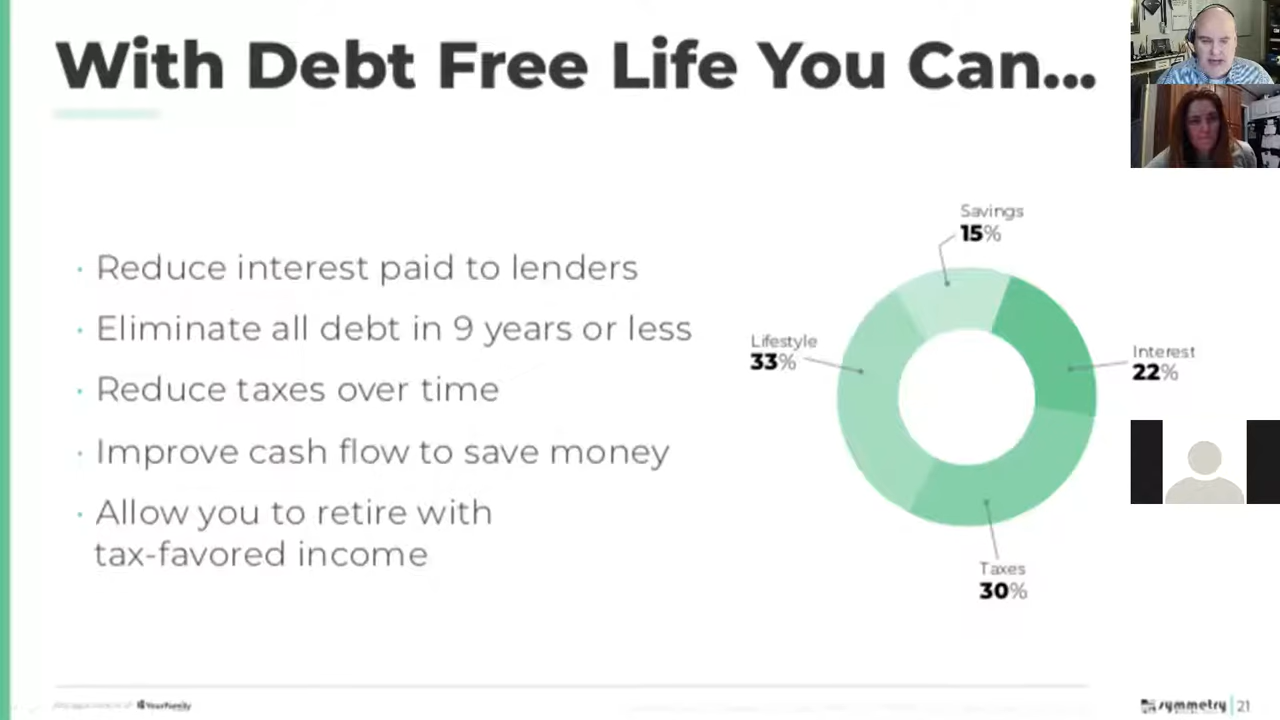 With Debt Free Life You Can...
· Reduce interest paid to lenders
· Eliminate all debt in 9 years or less
· Reduce taxes over time
· Improve cash flow to save money
· Allow you to retire with
tax-favored income
Savings
15%
Lifestyle
33%
Interest
22%
Taxes
30%
YourFamily
symmetry
21